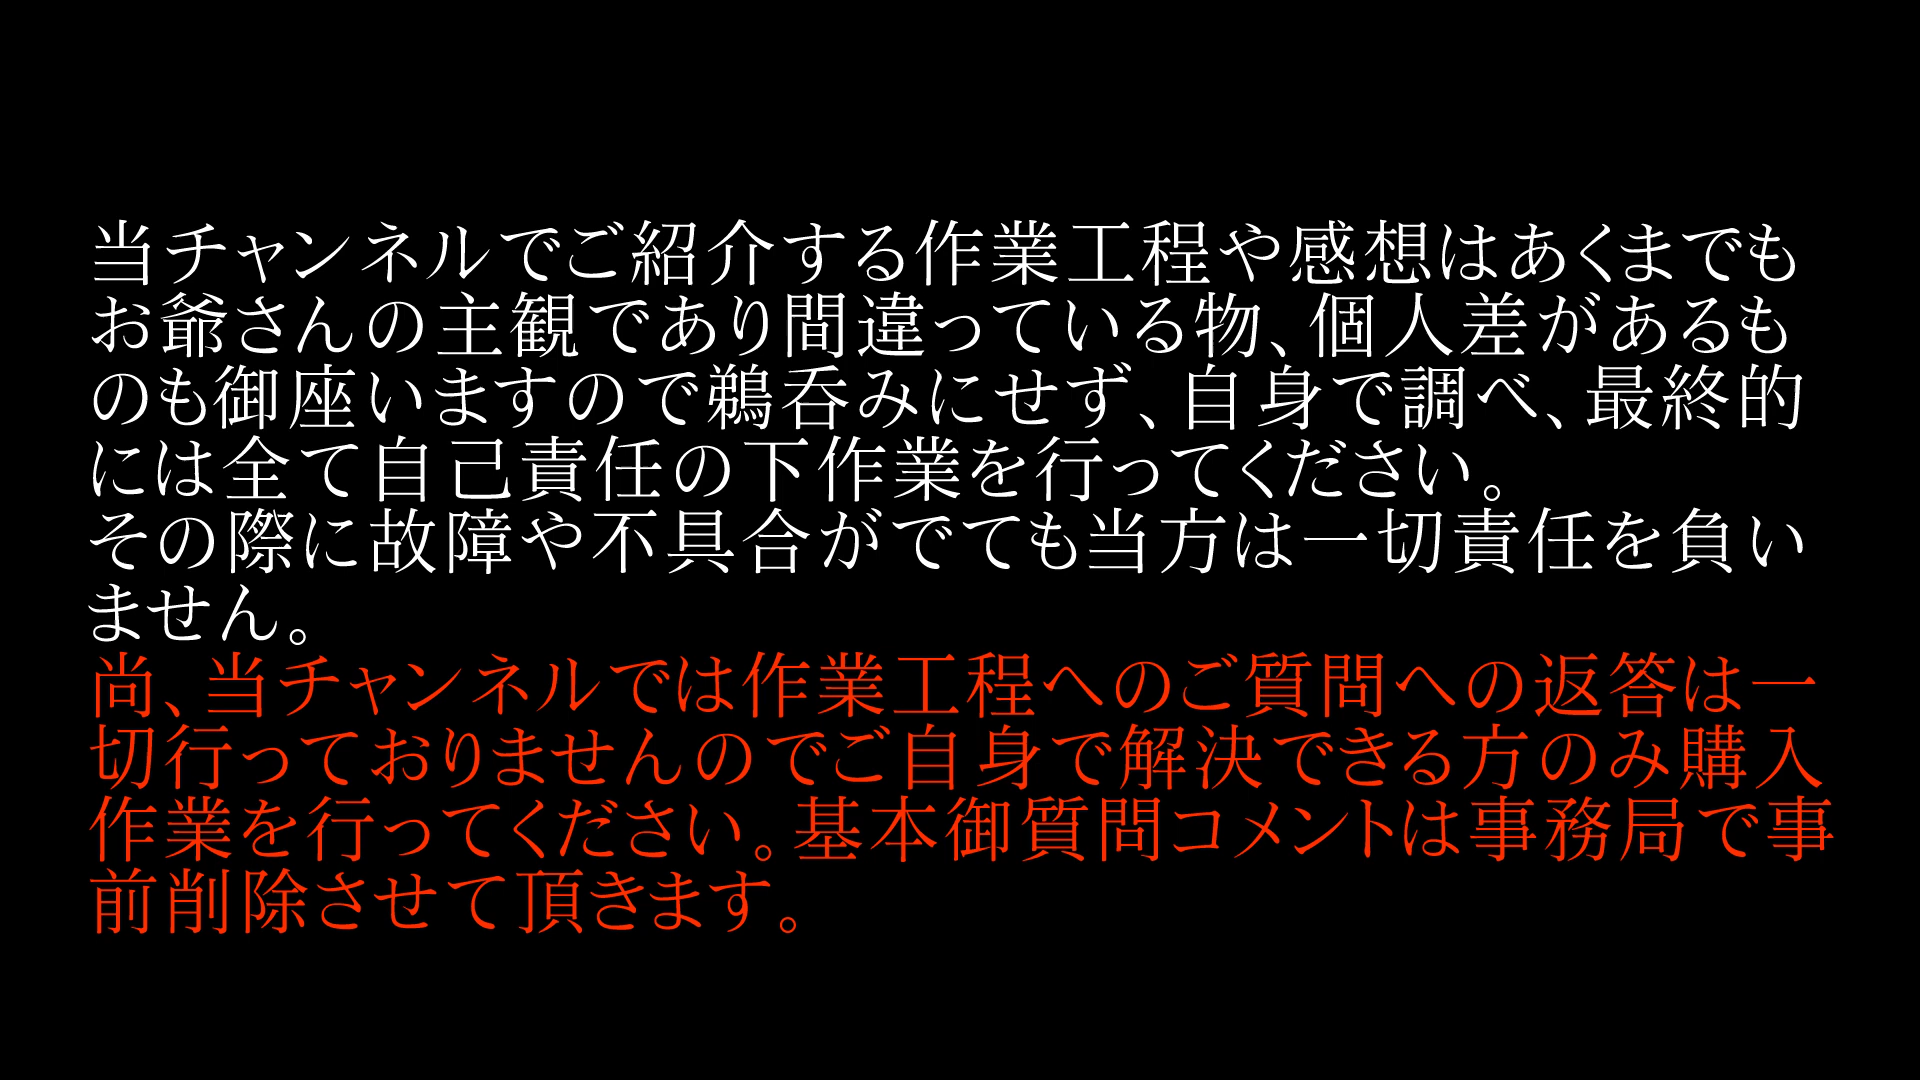 当チャンネルでご紹介する作業工程や感想はあくまでも
お爺さんの主観であり間違っている物、個人差があるも
のも御座いますので鵜呑みにせず、自身で調べ、最終的
には全て自己責任の下作業を行ってください。
その際に故障や不具合がでても当方は一切責任を負い
ません。
尚、当チャンネルでは作業工程へのご質問への返答は一
切行っておりませんのでご自身で解決できる方のみ購入
作業を行ってください。基本御質問コメントは事務局で事
前削除させて頂きます。